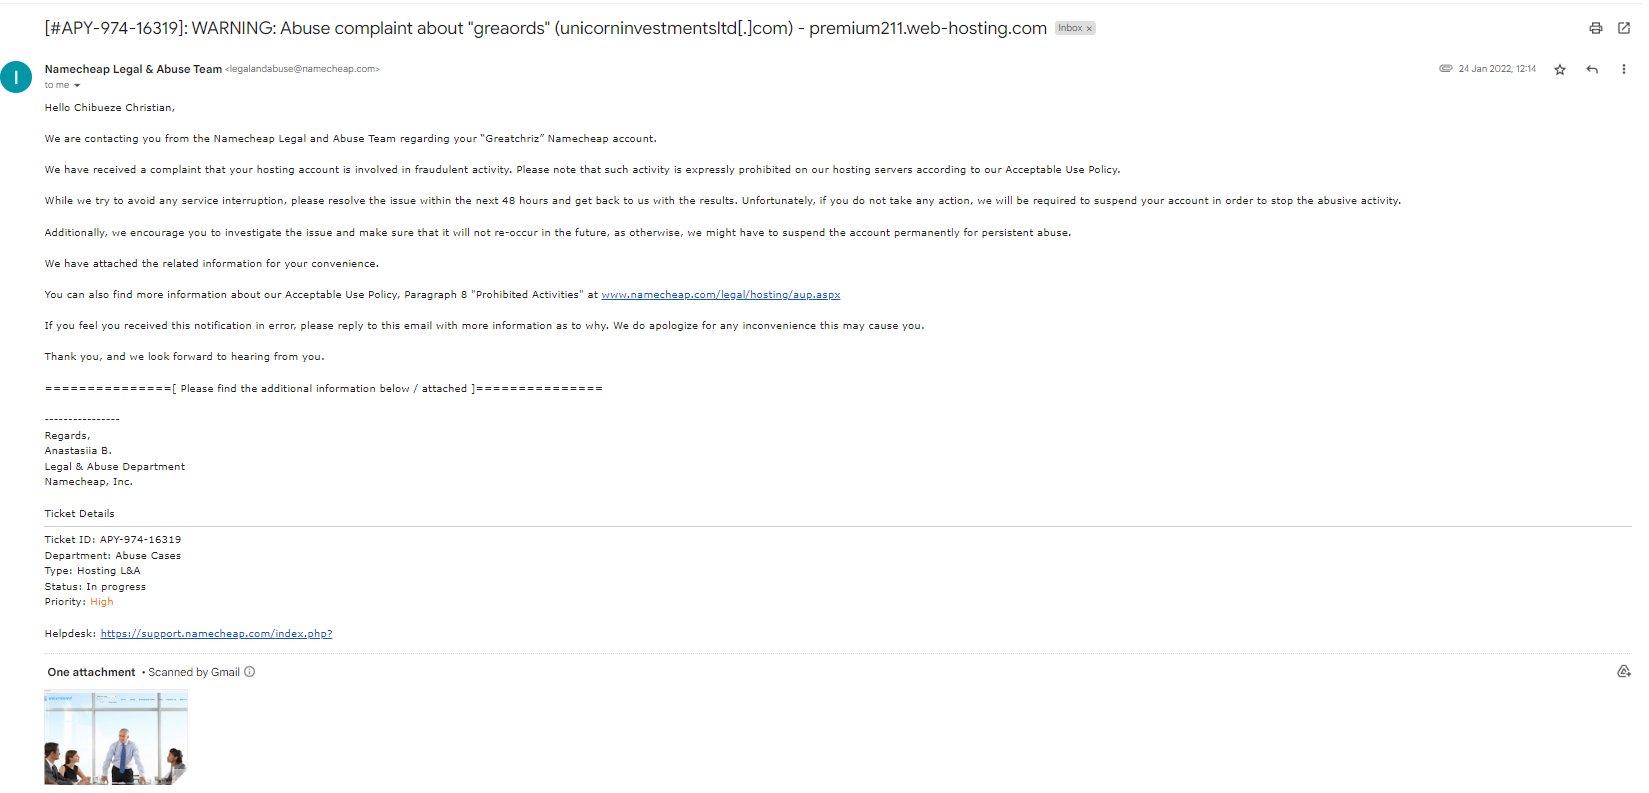 [#APY-974-16319]: WARNING: Abuse complaint about "greaords" (unicorninvestmentsltd[.]com) - premium211.web-hosting.com Inbox x
I Namecheap Legal & Abuse Team <legalandabuse@namecheap.com> 24 Jan 2022, 12:14
to me
Hello Chibueze Christian,
We are contacting you from the Namecheap Legal and Abuse Team regarding your “Greatchriz” Namecheap account.
We have received a complaint that your hosting account is involved in fraudulent activity. Please note that such activity is expressly prohibited on our hosting servers according to our Acceptable Use Policy.
While we try to avoid any service interruption, please resolve the issue within the next 48 hours and get back to us with the results. Unfortunately, if you do not take any action, we will be required to suspend your account in order to stop the abusive activity.
Additionally, we encourage you to investigate the issue and make sure that it will not re-occur in the future, as otherwise, we might have to suspend the account permanently for persistent abuse.
We have attached the related information for your convenience.
You can also find more information about our Acceptable Use Policy, Paragraph 8 "Prohibited Activities" at www.namecheap.com/legal/hosting/aup.aspx
If you feel you received this notification in error, please reply to this email with more information as to why. We do apologize for any inconvenience this may cause you.
Thank you, and we look forward to hearing from you.
===============[ Please find the additional information below / attached ]===============
----------------
Regards,
Anastasiia B.
Legal & Abuse Department
Namecheap, Inc.
Ticket Details
Ticket ID: APY-974-16319
Department: Abuse Cases
Type: Hosting L&A
Status: In progress
Priority: High
Helpdesk: https://support.namecheap.com/index.php?
One attachment • Scanned by Gmail